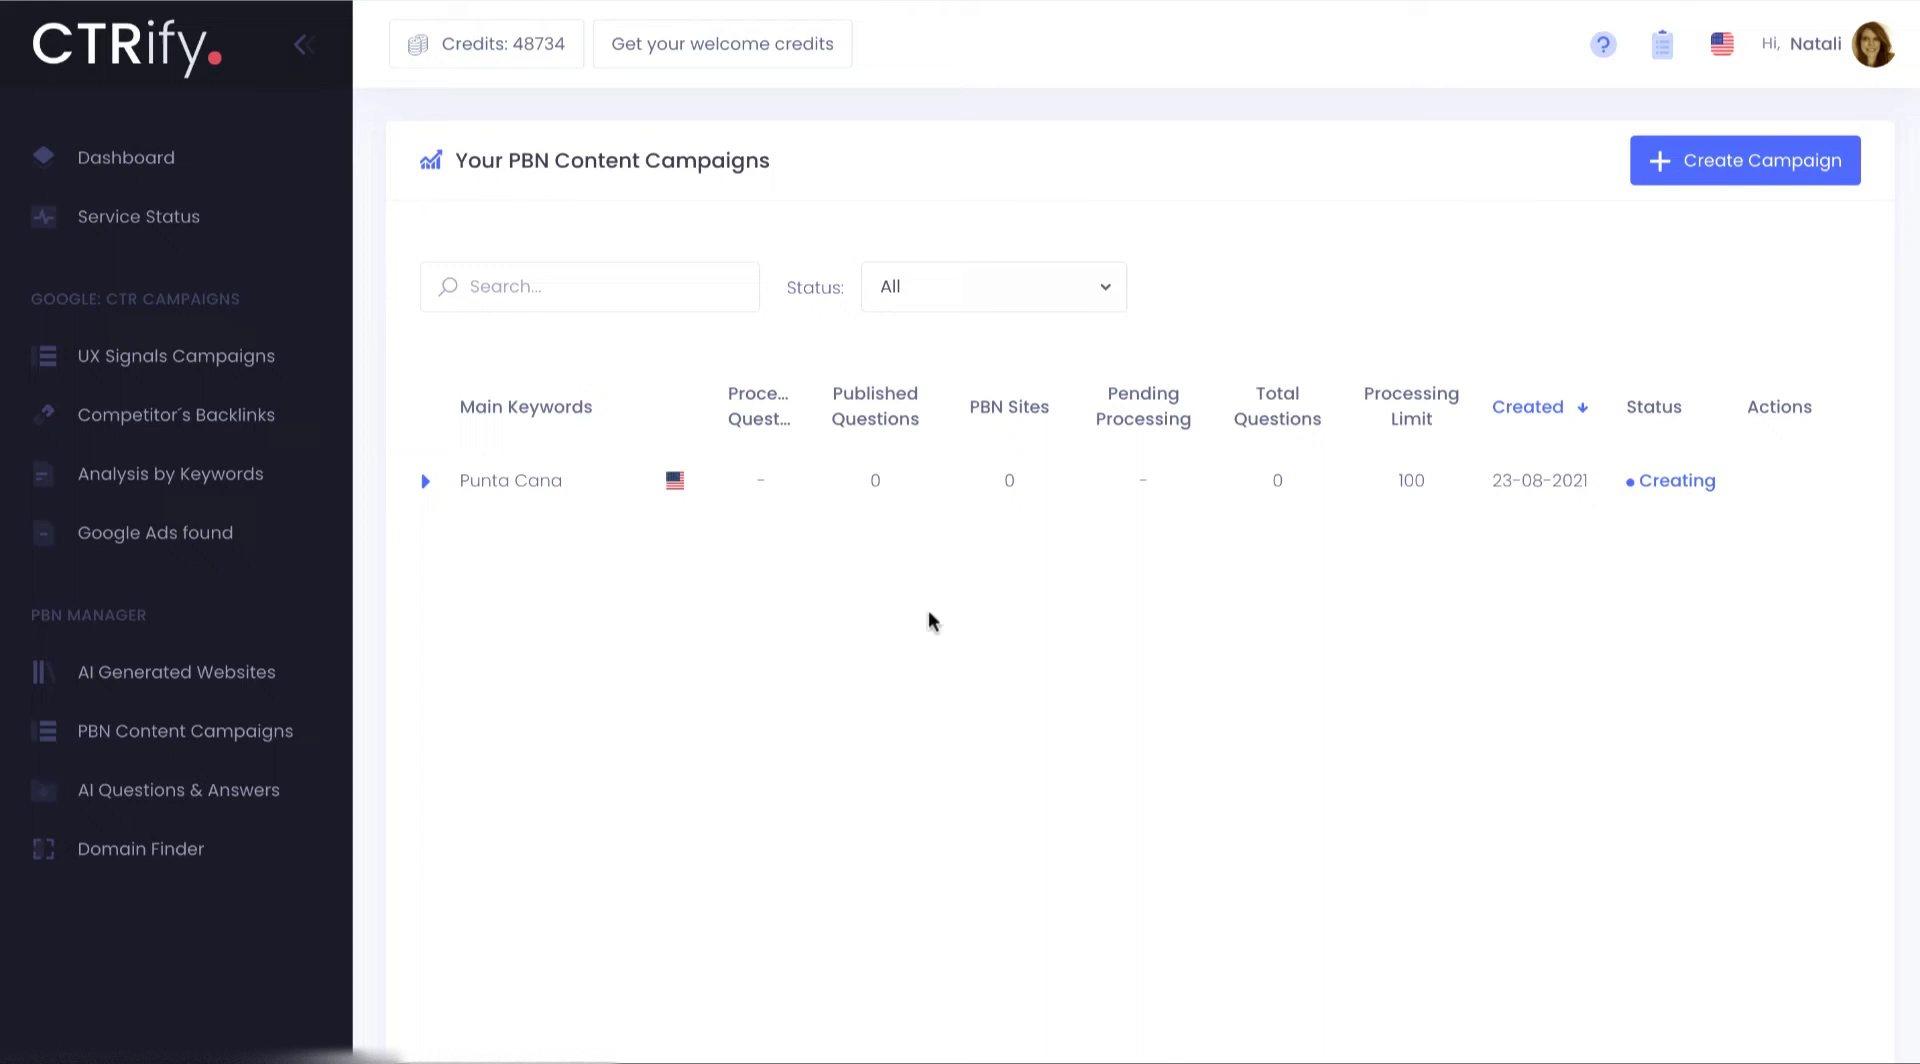 CTRify.
Credits: 48734
Get your welcome credits
?
Hi, Natali
Dashboard
Service Status
GOOGLE: CTR CAMPAIGNS
UX Signals Campaigns
Competitor´s Backlinks
Analysis by Keywords
Google Ads found
PBN MANAGER
AI Generated Websites
PBN Content Campaigns
AI Questions & Answers
Domain Finder
Your PBN Content Campaigns
Create Campaign
Search...
Status:
All
Main Keywords
Proce...
Quest...
Published
Questions
PBN Sites
Pending
Processing
Total
Questions
Processing
Limit
Created
Status
Actions
Punta Cana - 0 0 - 0 100 23-08-2021 Creating